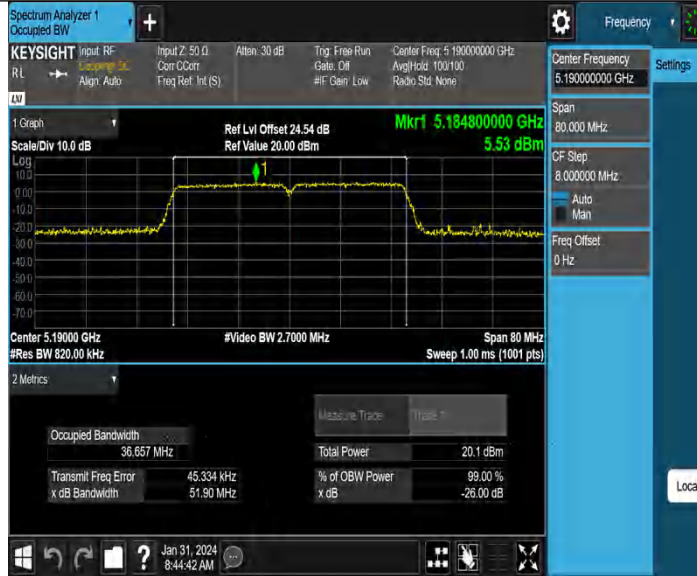 Spectrum Analyzer 1
Occupied BW
Frequency
KEYSIGHT
Input: RF
Coupling: DC
Align: Auto
Input Z: 50 Ω
Corr CCorr
Freq Ref: Int (S)
Atten: 30 dB
Trig: Free Run
Gate: Off
#IF Gain: Low
Center Freq: 5.190000000 GHz
Avg|Hold: 100/100
Radio Std: None
R L
Center Frequency
5.190000000 GHz
Settings
Span
80.000 MHz
CF Step
8.000000 MHz
Auto
Man
Freq Offset
0 Hz
1 Graph
Scale/Div 10.0 dB
Ref Lvl Offset 24.54 dB
Ref Value 20.00 dBm
Mkr1 5.184800000 GHz
5.53 dBm
Log
10.0
0.00
-10.0
-20.0
-30.0
-40.0
-50.0
-60.0
-70.0
1
Center 5.19000 GHz
#Res BW 820.00 kHz
#Video BW 2.7000 MHz
Span 80 MHz
Sweep 1.00 ms (1001 pts)
2 Metrics
Measure Trace
Trace 1
Occupied Bandwidth
36.657 MHz
Total Power 20.1 dBm
Transmit Freq Error 45.334 kHz
% of OBW Power 99.00 %
x dB Bandwidth 51.90 MHz
x dB -26.00 dB
Loca
Jan 31, 2024
8:44:42 AM